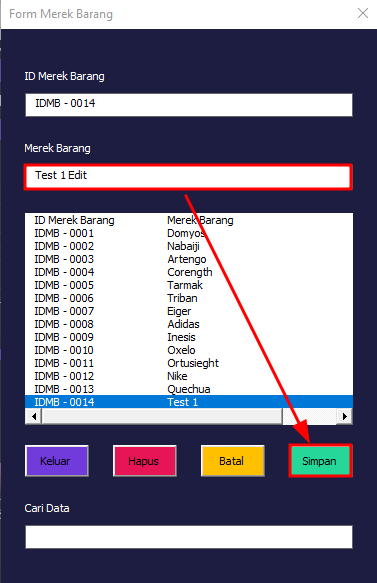 Form Merek Barang
ID Merek Barang
IDMB - 0014
Merek Barang
Test 1 Edit
ID Merek Barang Merek Barang
IDMB - 0001 Domyos
IDMB - 0002 Nabaiji
IDMB - 0003 Artengo
IDMB - 0004 Corength
IDMB - 0005 Tarmak
IDMB - 0006 Triban
IDMB - 0007 Eiger
IDMB - 0008 Adidas
IDMB - 0009 Inesis
IDMB - 0010 Oxelo
IDMB - 0011 Ortusieght
IDMB - 0012 Nike
IDMB - 0013 Quechua
IDMB - 0014 Test 1
Keluar Hapus Batal Simpan
Cari Data